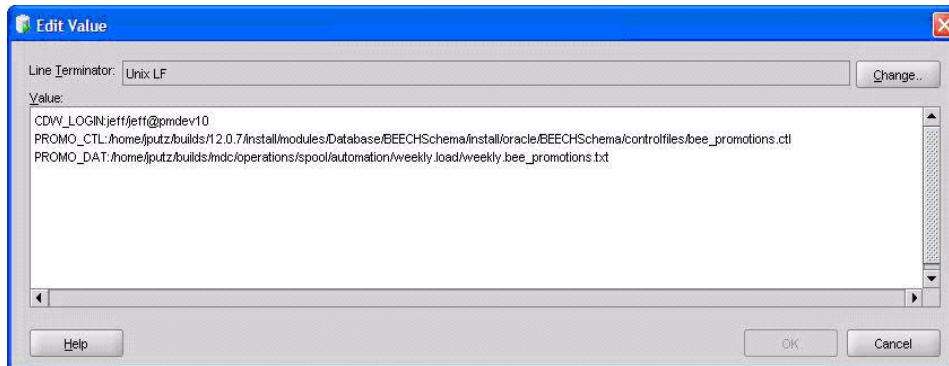 Edit Value
Line Terminator: Unix LF
Change..
Value:
CDW_LOGIN:jeff/jeff@pmdev10
PROMO_CTL:/home/jputz/builds/12.0.7/install/modules/Database/BEECHSchema/install/oracle/BEECHSchema/controlfiles/bee_promotions.ctl
PROMO_DAT:/home/jputz/builds/mdc/operations/spool/automation/weekly.load/weekly.bee_promotions.txt
Help
OK
Cancel